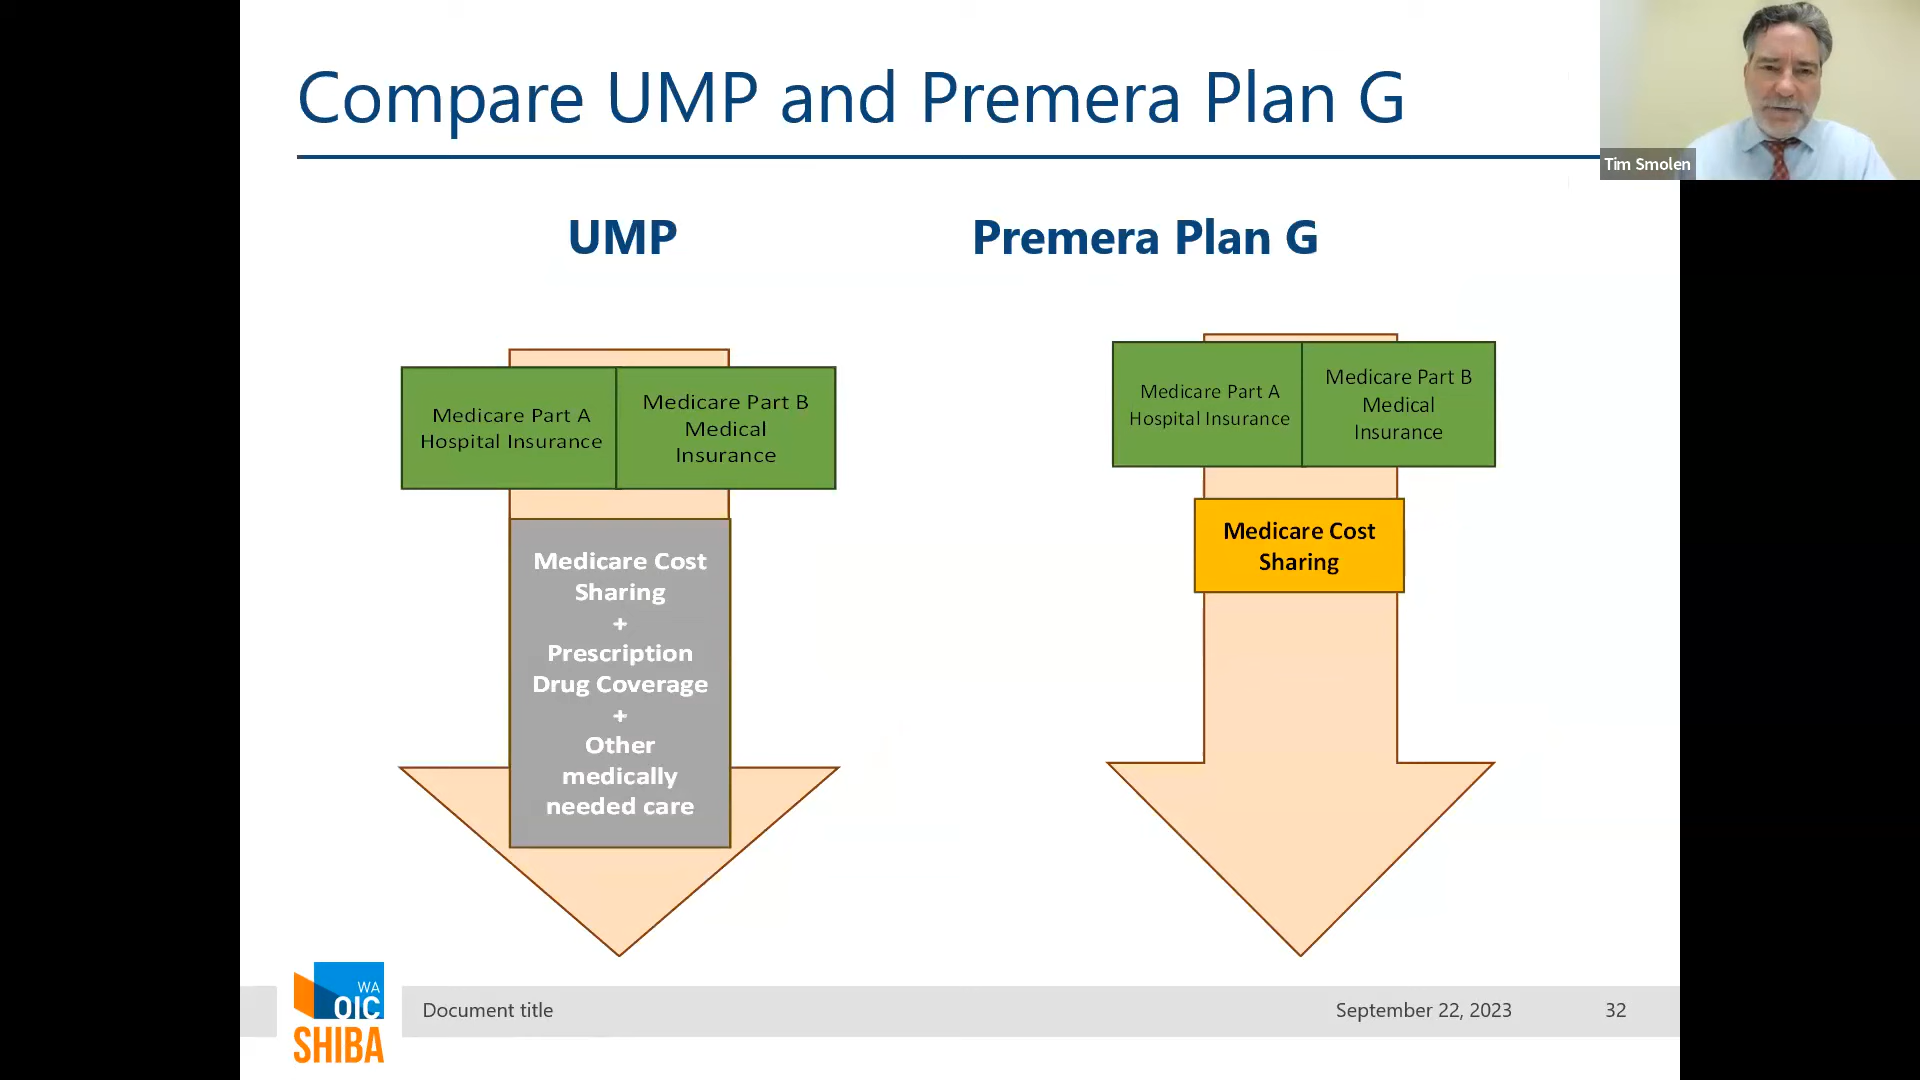 Compare UMP and Premera Plan G
Tim Smolen
UMP
Premera Plan G
Medicare Part A
Hospital Insurance
Medicare Part B
Medical
Insurance
Medicare Cost
Sharing
+
Prescription
Drug Coverage
+
Other
medically
needed care
Medicare Part A
Hospital Insurance
Medicare Part B
Medical
Insurance
Medicare Cost
Sharing
WA
OIC
SHIBA
Document title
September 22, 2023
32